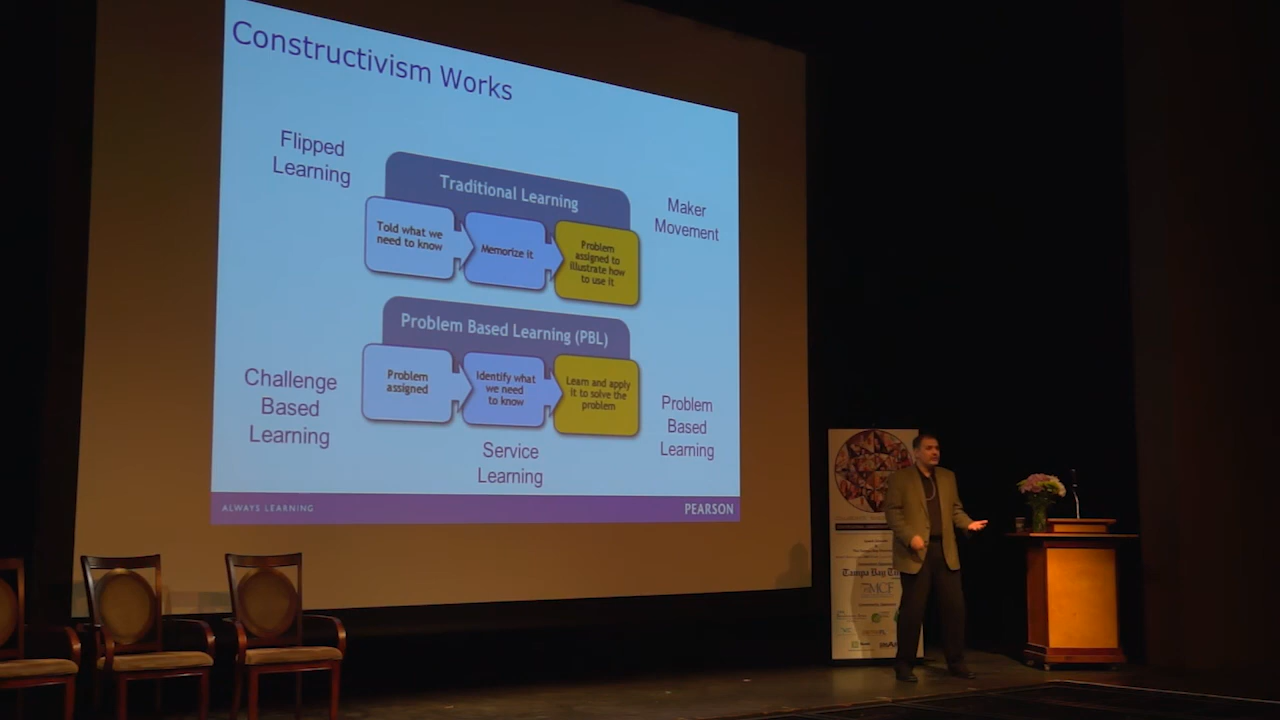 Constructivism Works
Flipped
Learning
Traditional Learning
Told what we
need to know
Memorize it
Problem
assigned to
illustrate how
to use it
Maker
Movement
Problem Based Learning (PBL)
Problem
assigned
Identify what
we need
to know
Learn and apply
it to solve the
problem
Challenge
Based
Learning
Service
Learning
Problem
Based
Learning
ALWAYS LEARNING
PEARSON
Tampa Bay
MCF